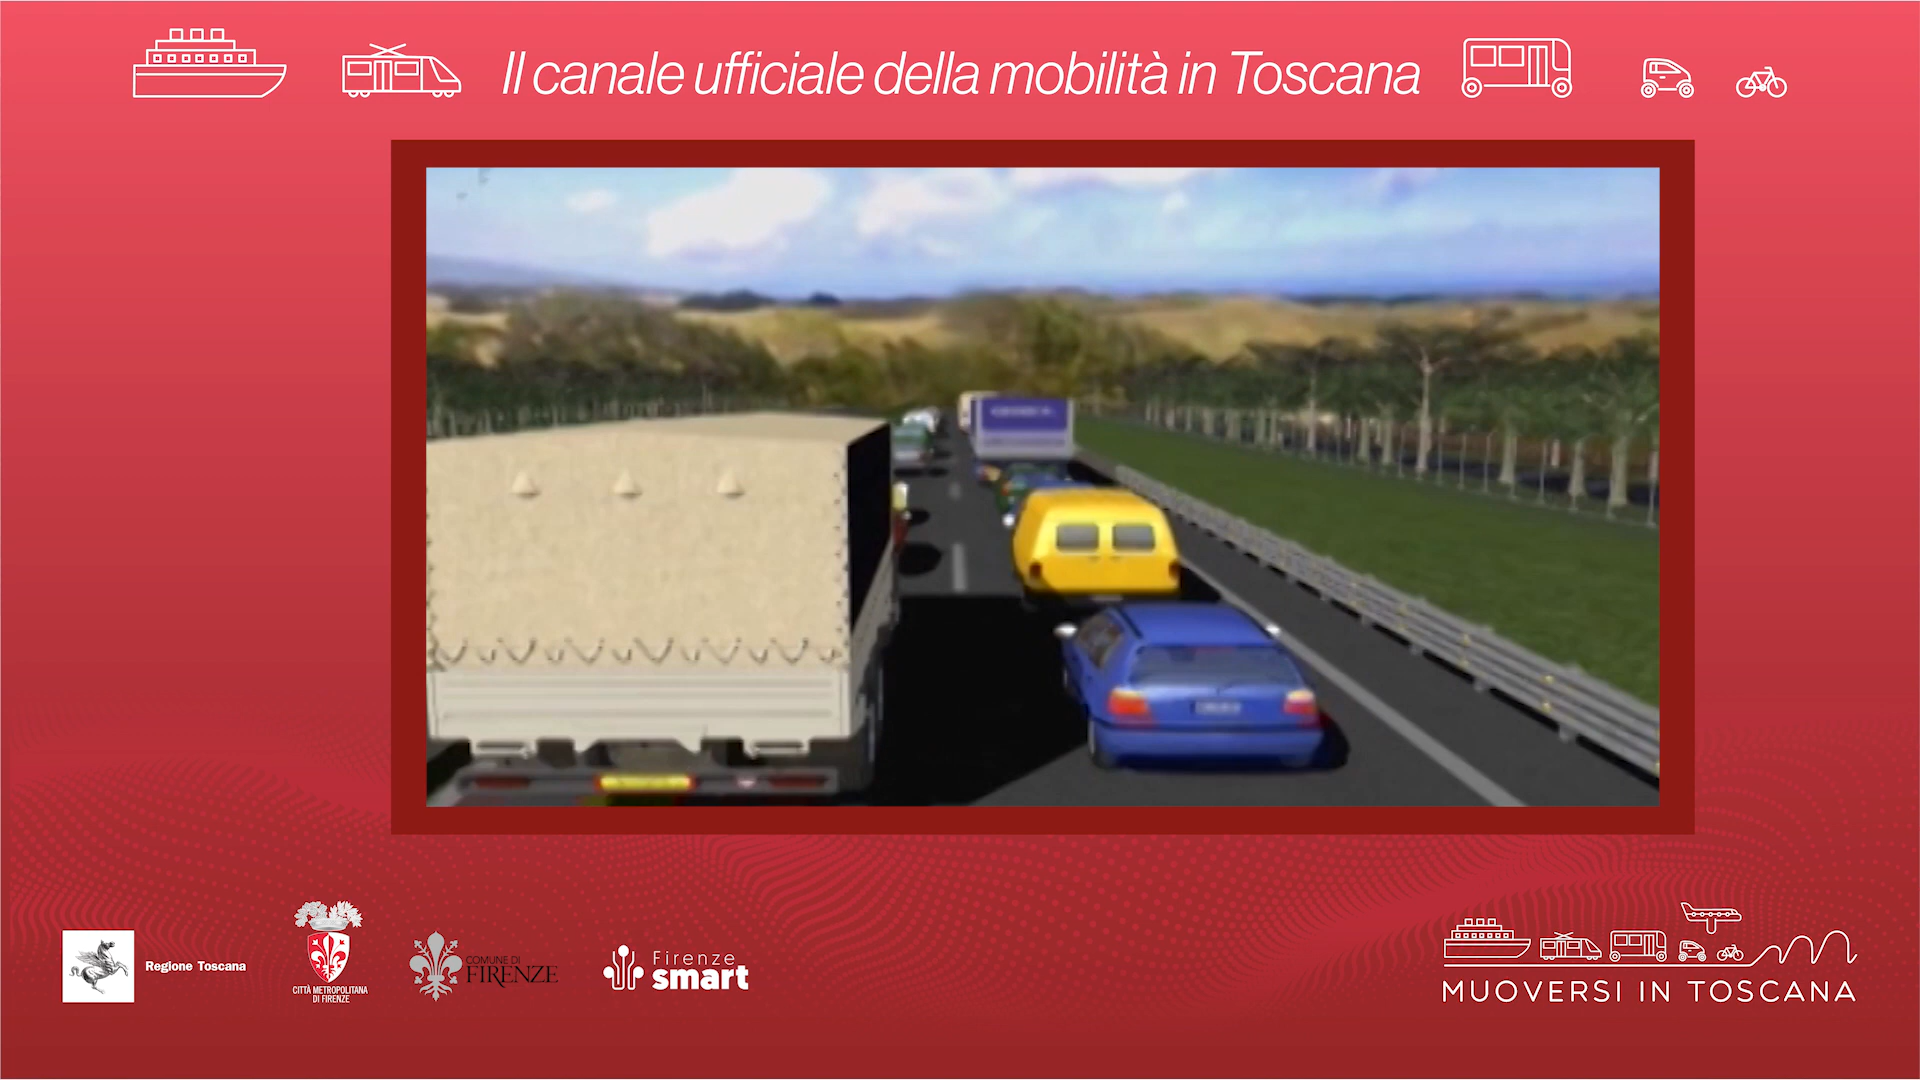 Il canale ufficiale della mobilità in Toscana
Regione Toscana
CITTÀ METROPOLITANA
DI FIRENZE
COMUNE DI
FIRENZE
Firenze
smart
MUOVERSI IN TOSCANA